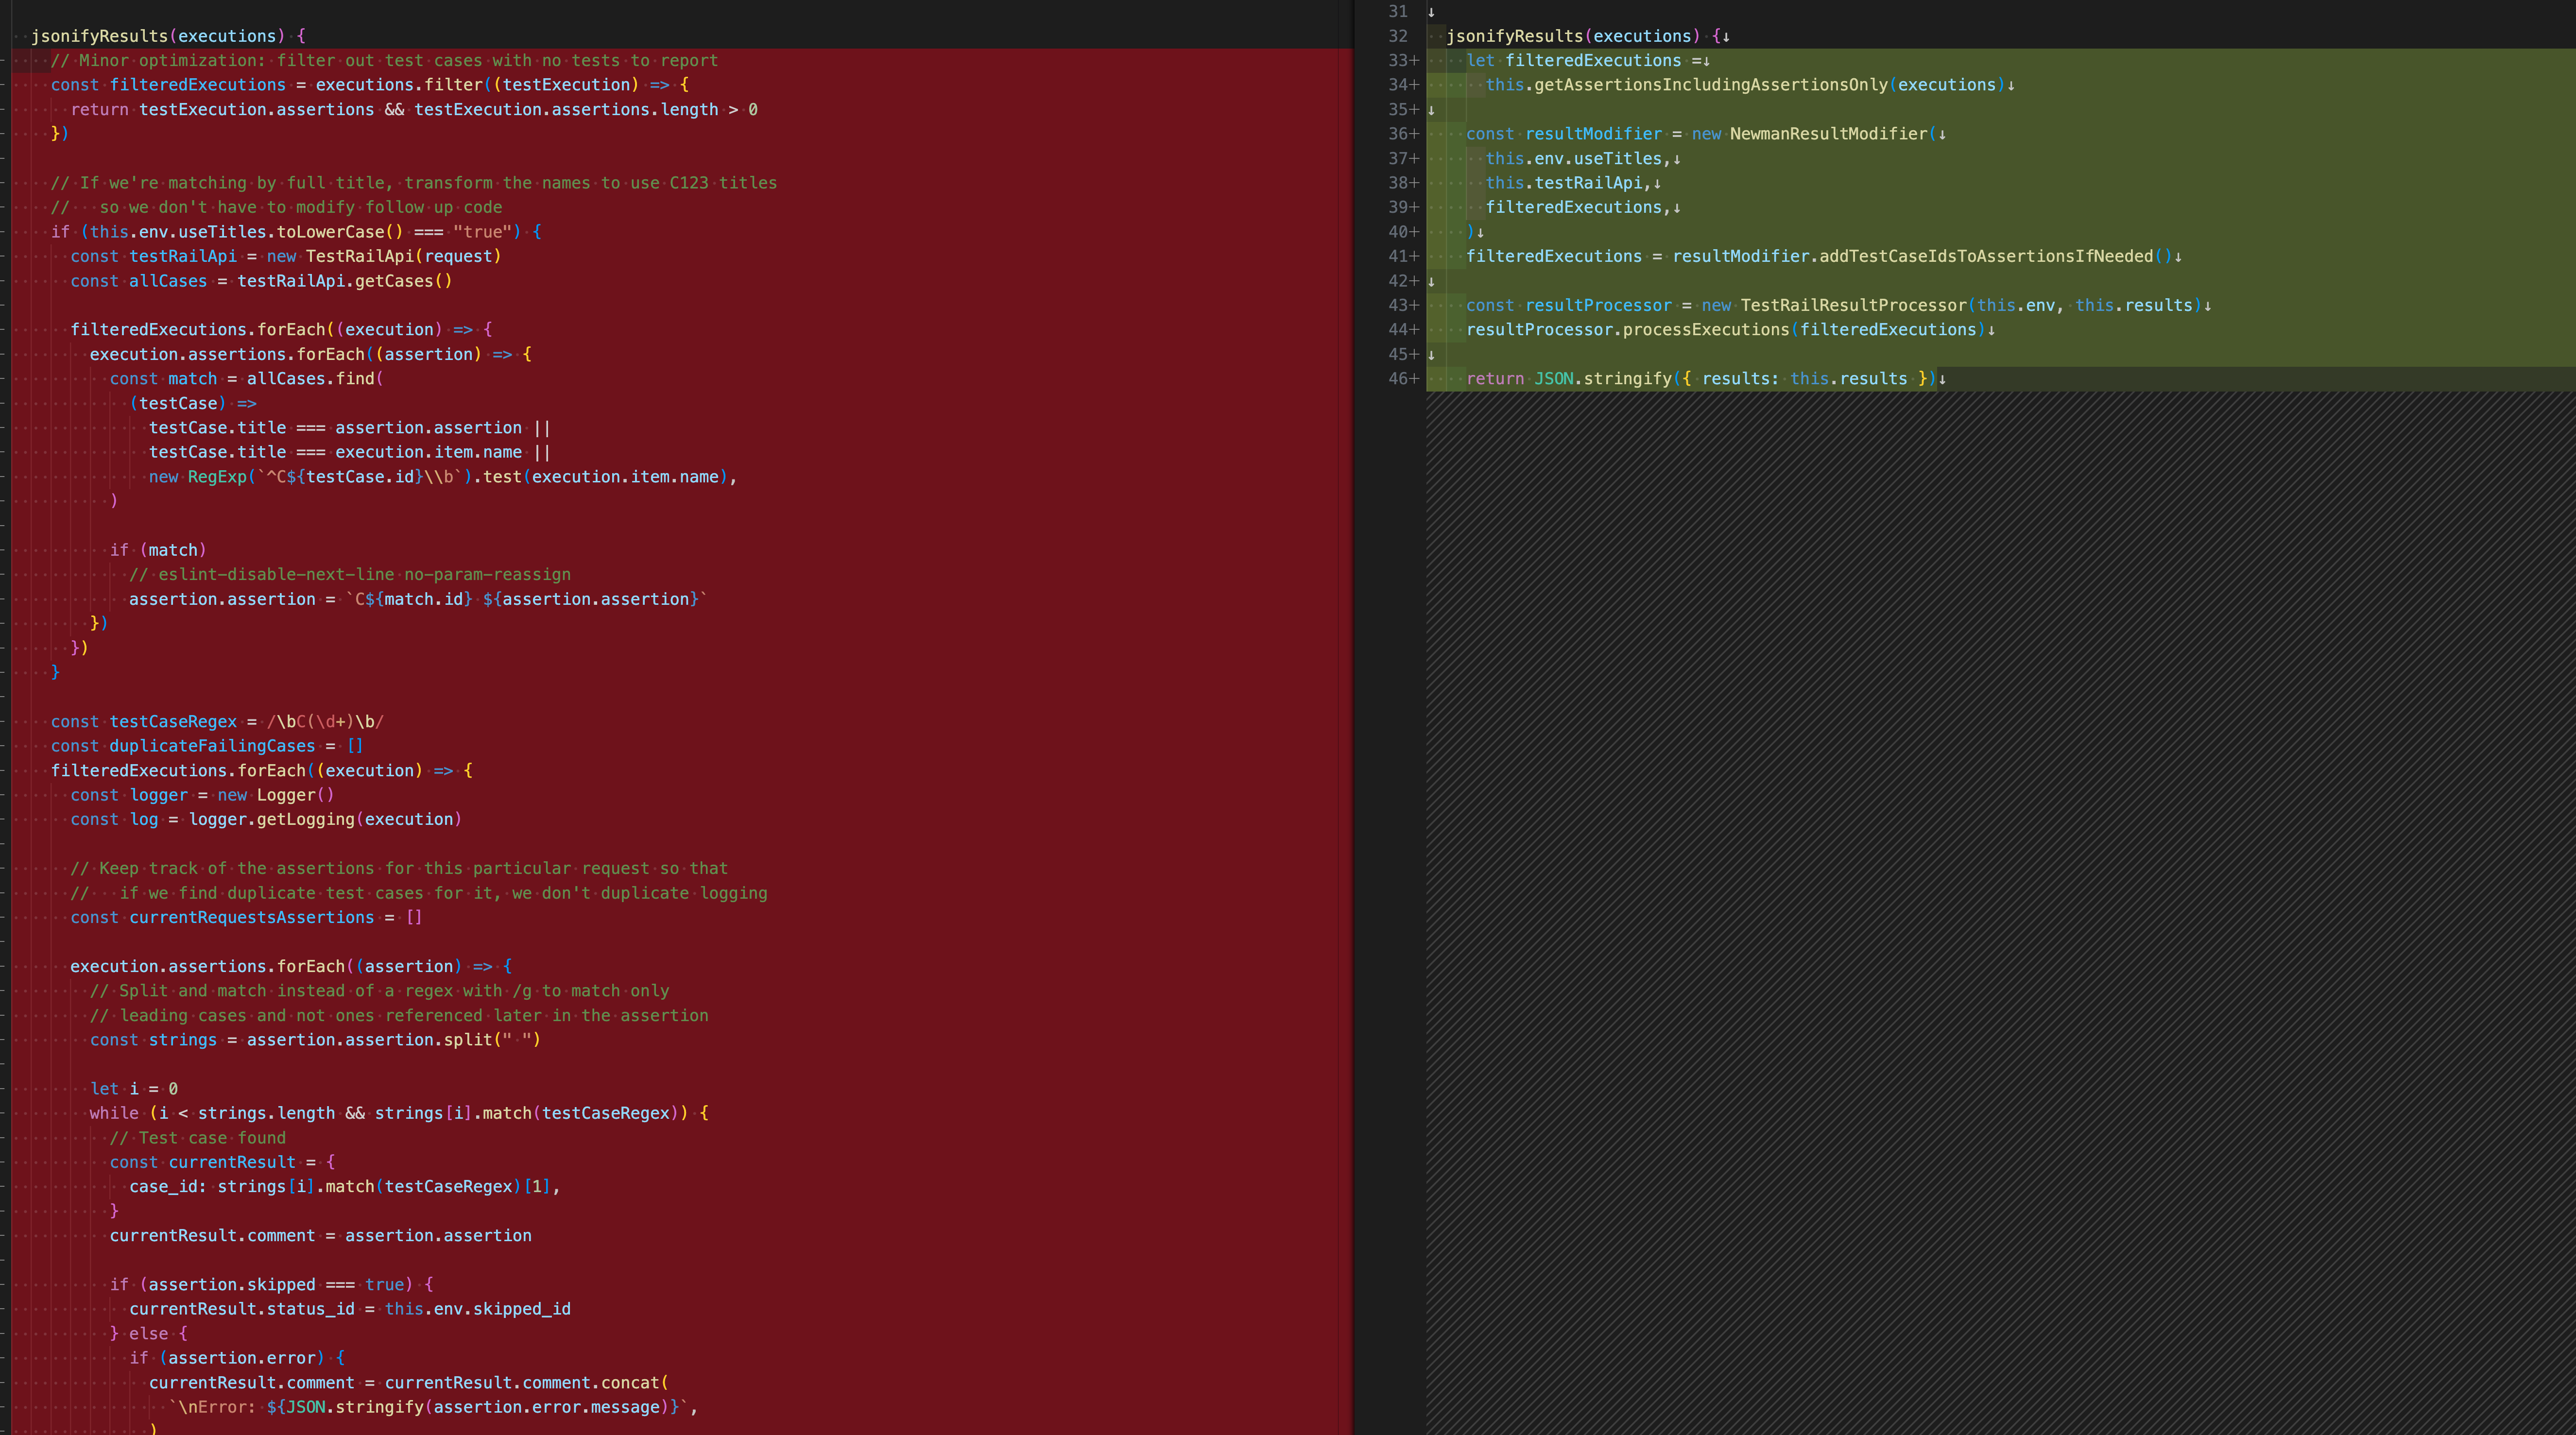 jsonifyResults(executions) {
// Minor optimization: filter out test cases with no tests to report
const filteredExecutions = executions.filter((testExecution) => {
return testExecution.assertions && testExecution.assertions.length > 0
})
// If we're matching by full title, transform the names to use C123 titles
//   so we don't have to modify follow up code
if (this.env.useTitles.toLowerCase() === "true") {
const testRailApi = new TestRailApi(request)
const allCases = testRailApi.getCases()
filteredExecutions.forEach((execution) => {
execution.assertions.forEach((assertion) => {
const match = allCases.find(
(testCase) =>
testCase.title === assertion.assertion ||
testCase.title === execution.item.name ||
new RegExp(`^C${testCase.id}\\b`).test(execution.item.name),
)
if (match)
// eslint-disable-next-line no-param-reassign
assertion.assertion = `C${match.id} ${assertion.assertion}`
})
})
}
const testCaseRegex = /\bC(\d+)\b/
const duplicateFailingCases = []
filteredExecutions.forEach((execution) => {
const logger = new Logger()
const log = logger.getLogging(execution)
// Keep track of the assertions for this particular request so that
//   if we find duplicate test cases for it, we don't duplicate logging
const currentRequestsAssertions = []
execution.assertions.forEach((assertion) => {
// Split and match instead of a regex with /g to match only
// leading cases and not ones referenced later in the assertion
const strings = assertion.assertion.split(" ")
let i = 0
while (i < strings.length && strings[i].match(testCaseRegex)) {
// Test case found
const currentResult = {
case_id: strings[i].match(testCaseRegex)[1],
}
currentResult.comment = assertion.assertion
if (assertion.skipped === true) {
currentResult.status_id = this.env.skipped_id
} else {
if (assertion.error) {
currentResult.comment = currentResult.comment.concat(
`\nError: ${JSON.stringify(assertion.error.message)}`,
)
31 ↓
32 jsonifyResults(executions) {↓
33+ let filteredExecutions =↓
34+ this.getAssertionsIncludingAssertionsOnly(executions)↓
35+ ↓
36+ const resultModifier = new NewmanResultModifier(↓
37+ this.env.useTitles,↓
38+ this.testRailApi,↓
39+ filteredExecutions,↓
40+ )↓
41+ filteredExecutions = resultModifier.addTestCaseIdsToAssertionsIfNeeded()↓
42+ ↓
43+ const resultProcessor = new TestRailResultProcessor(this.env, this.results)↓
44+ resultProcessor.processExecutions(filteredExecutions)↓
45+ ↓
46+ return JSON.stringify({ results: this.results })↓